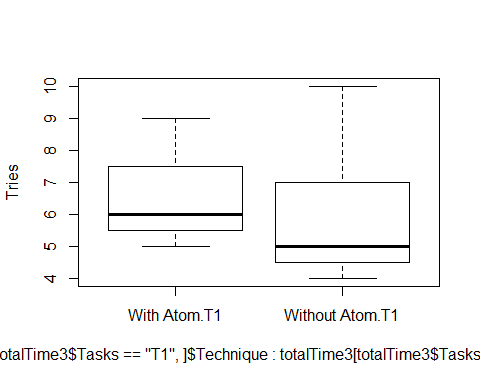 Tries
10
9
8
7
6
5
4
With Atom.T1
Without Atom.T1
otalTime3$Tasks == "T1", ]$Technique : totalTime3[totalTime3$Tasks